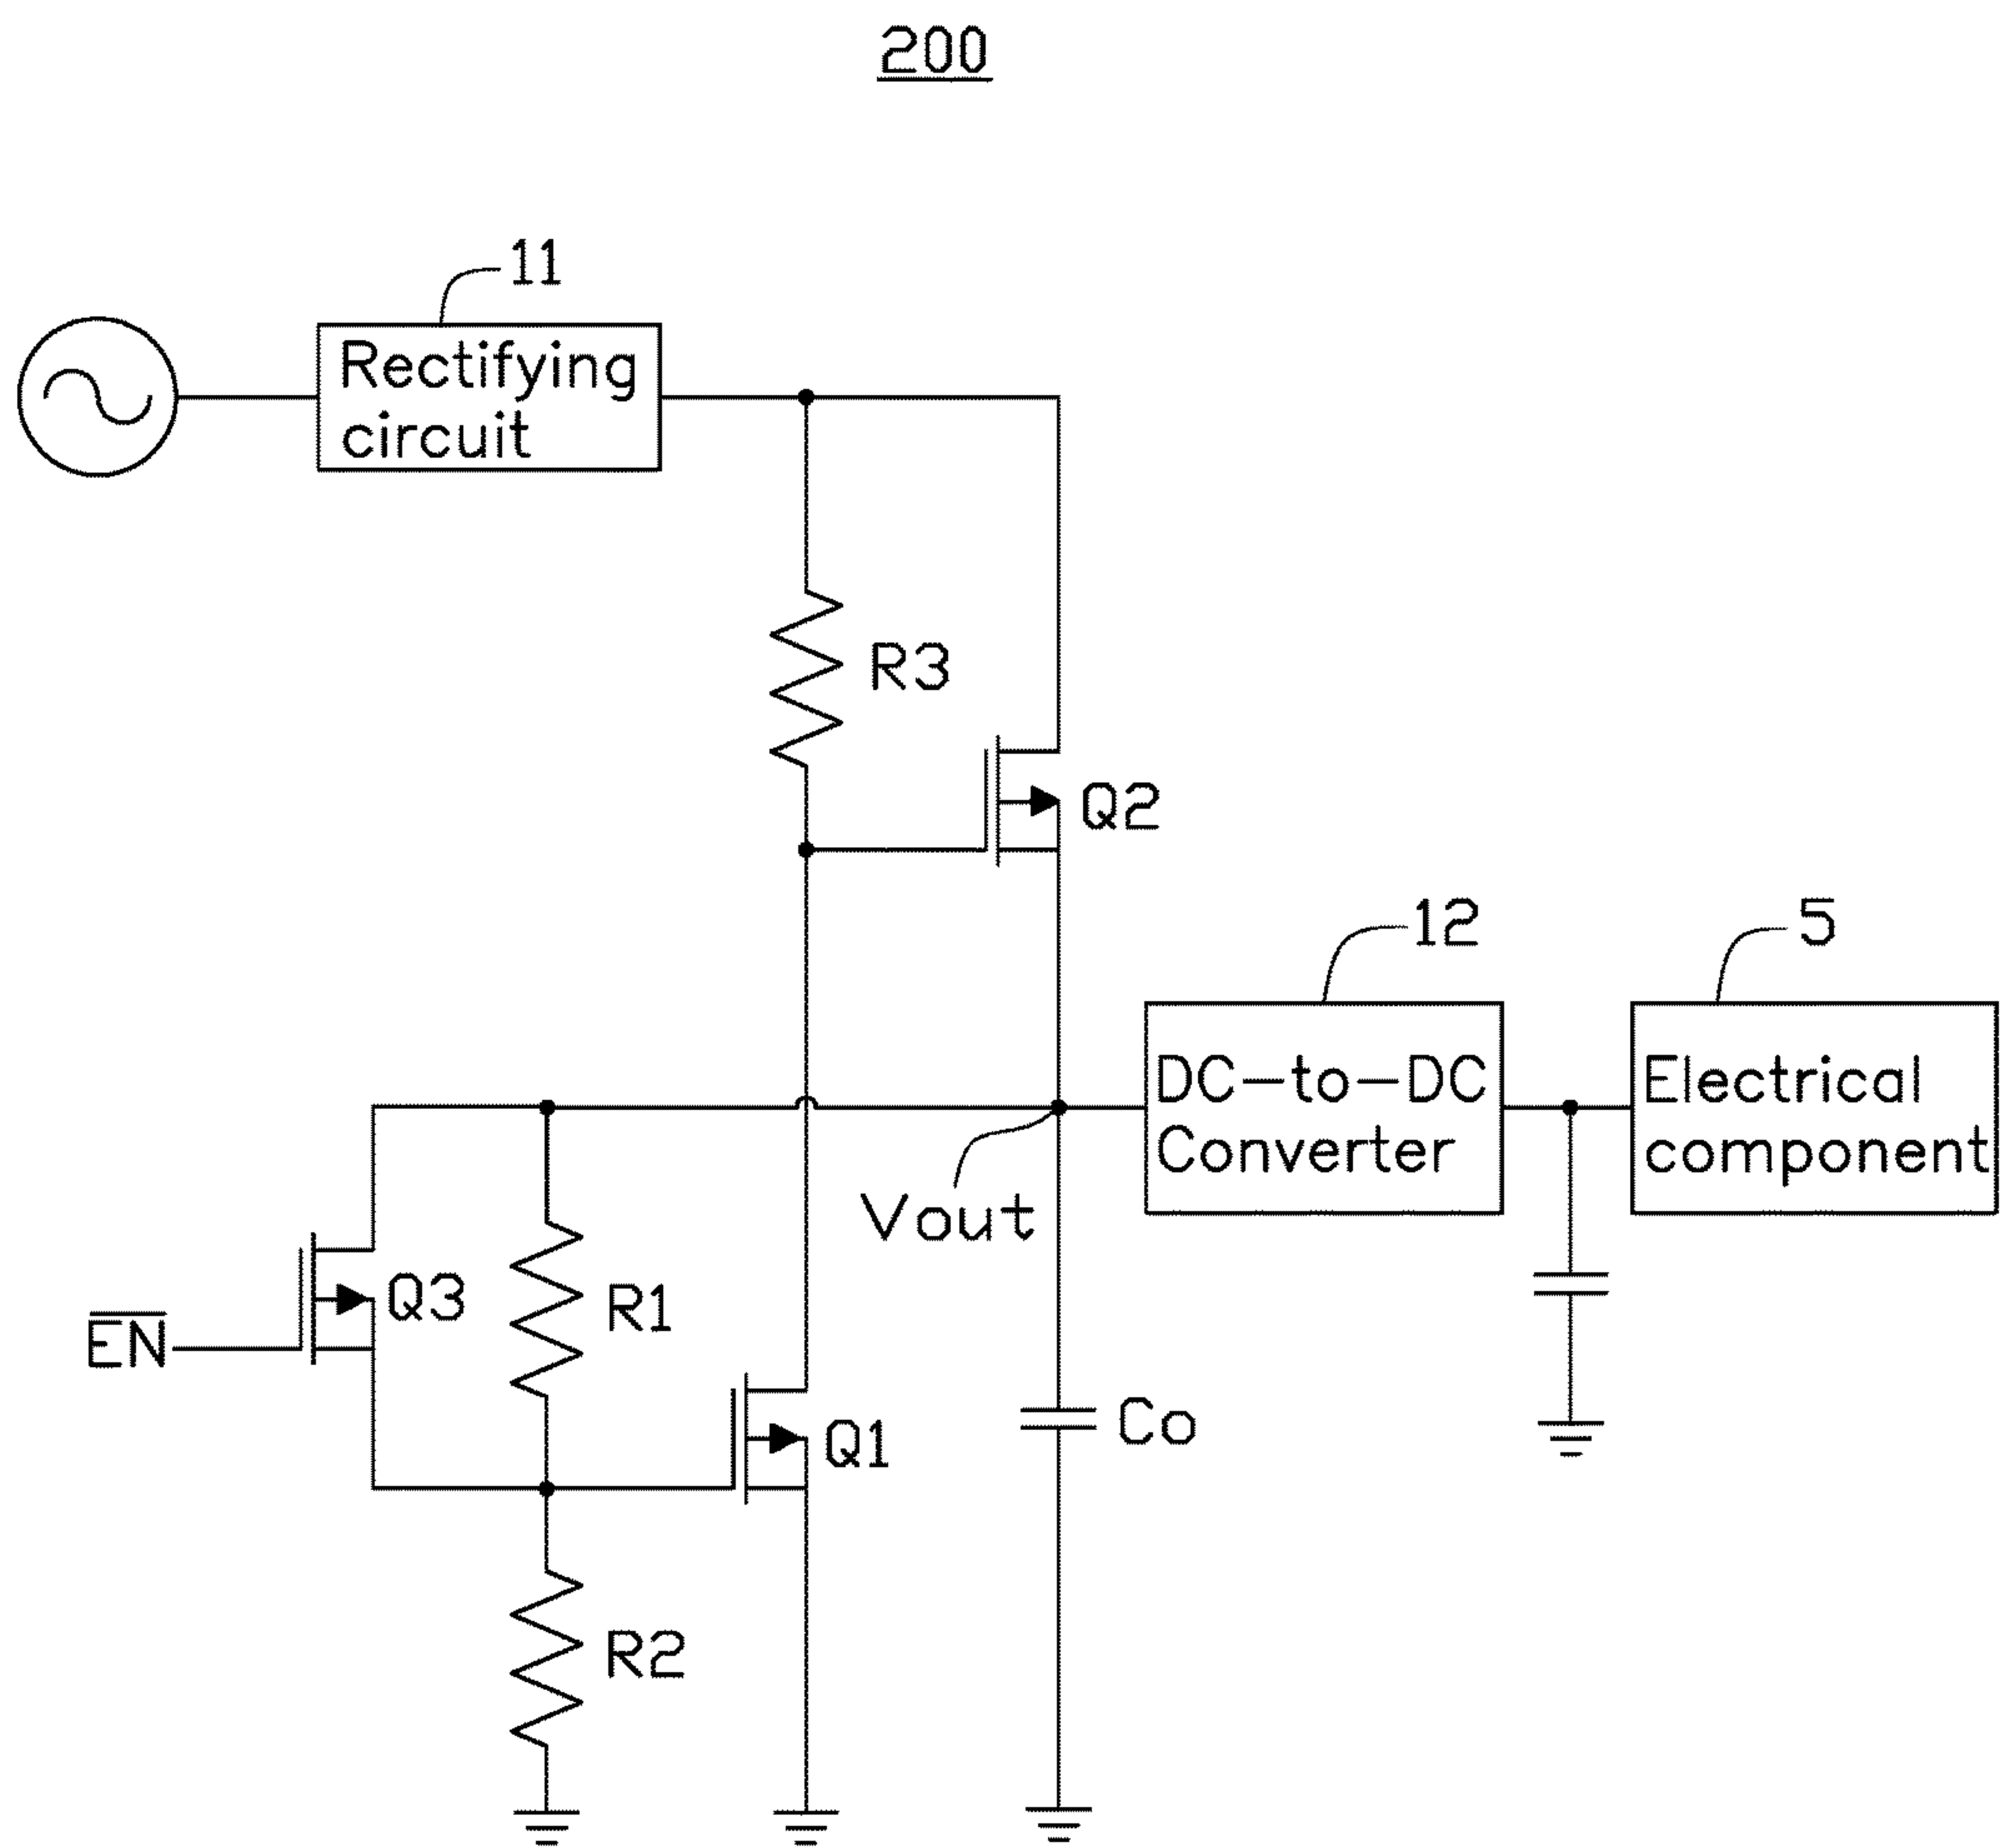 200
11
Rectifying
circuit
R3
Q2
12
5
DC-to-DC
Converter
Electrical
component
Vout
Q3
R1
E̅N̅
Q1
Co
R2